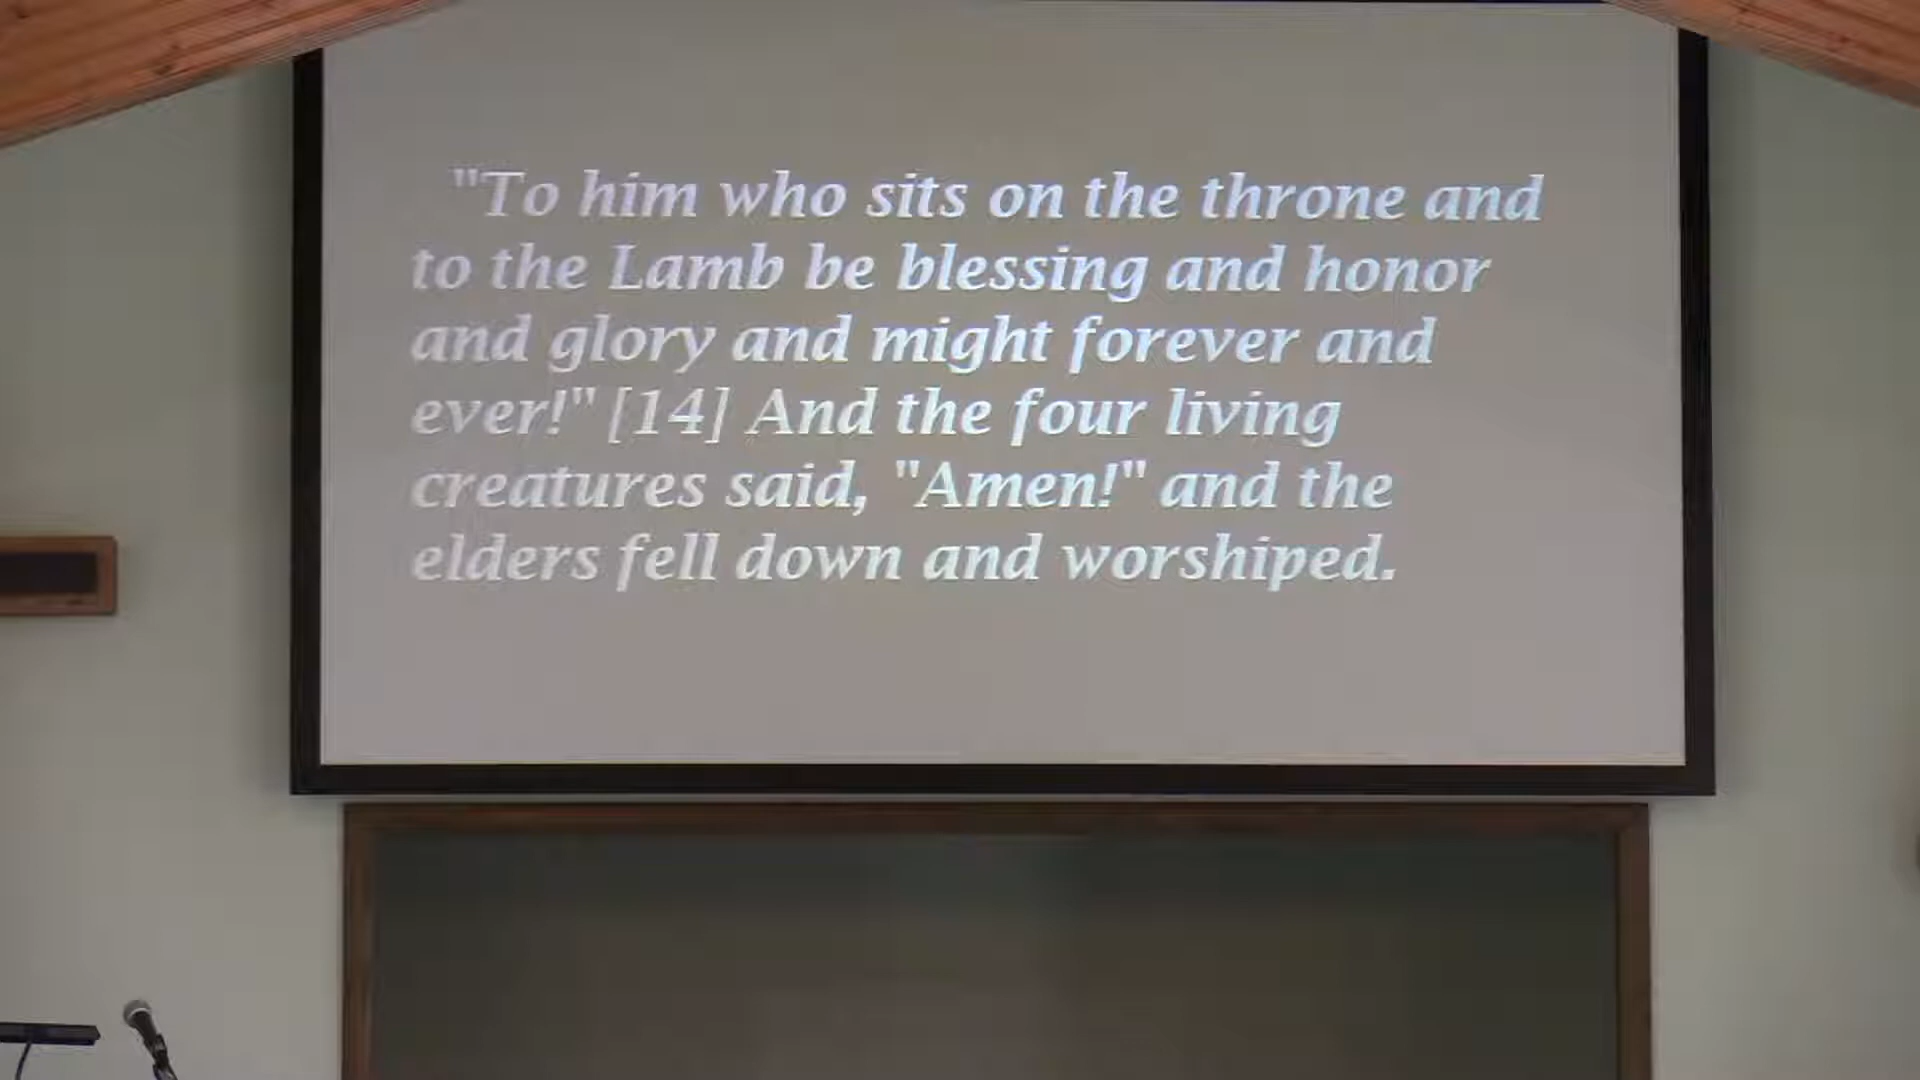 "To him who sits on the throne and
to the Lamb be blessing and honor
and glory and might forever and
ever!" [14] And the four living
creatures said, "Amen!" and the
elders fell down and worshiped.